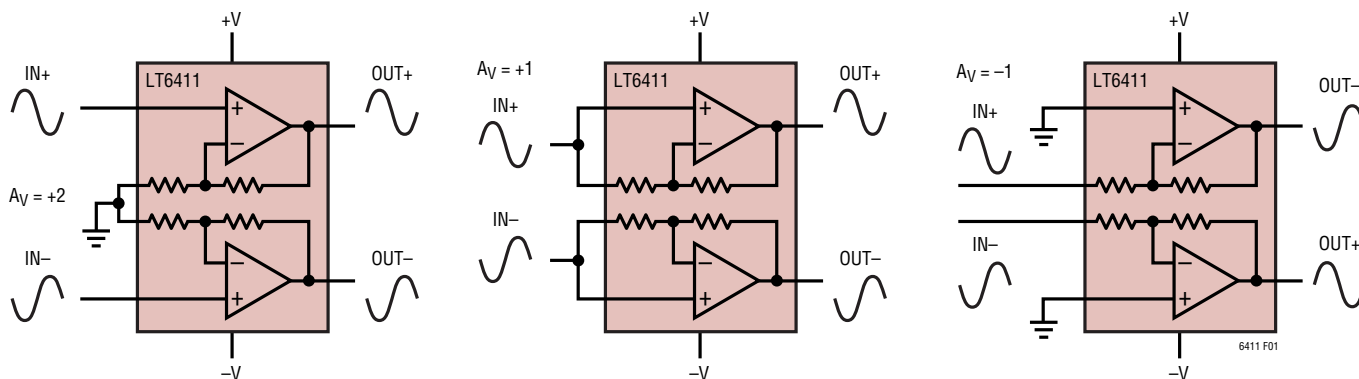 +V
IN+
LT6411
OUT+
+
–
AV = +2
–
+
IN–
OUT–
–V
+V
AV = +1
IN+
LT6411
OUT+
+
–
IN–
–
+
OUT–
–V
+V
AV = –1
IN+
LT6411
OUT–
+
–
IN–
–
+
OUT+
–V
6411 F01